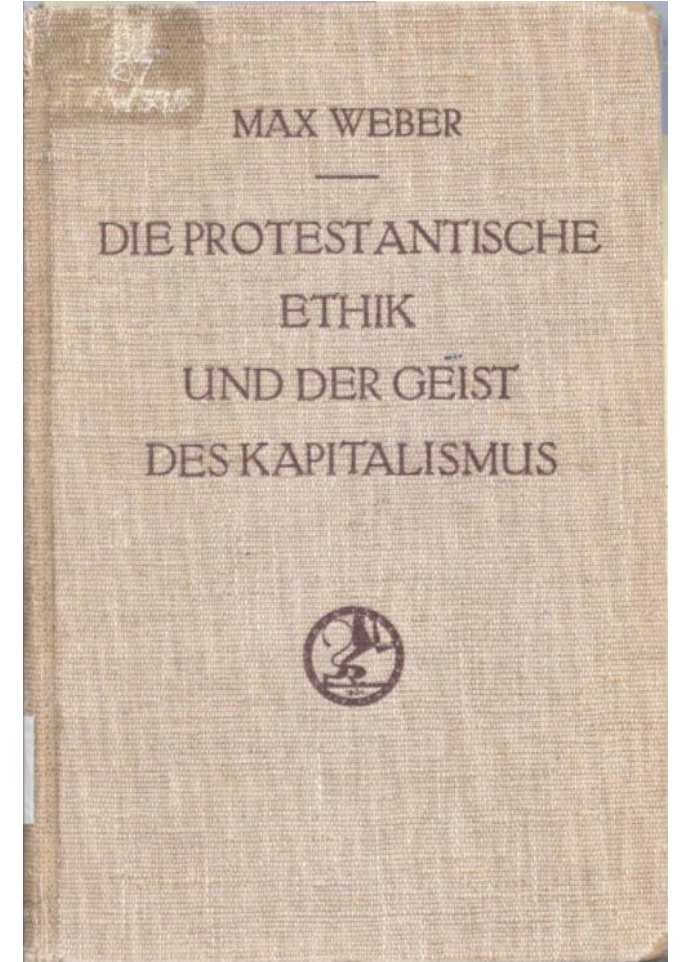 MAX WEBER
DIE PROTESTANTISCHE
ETHIK
UND DER GEIST
DES KAPITALISMUS